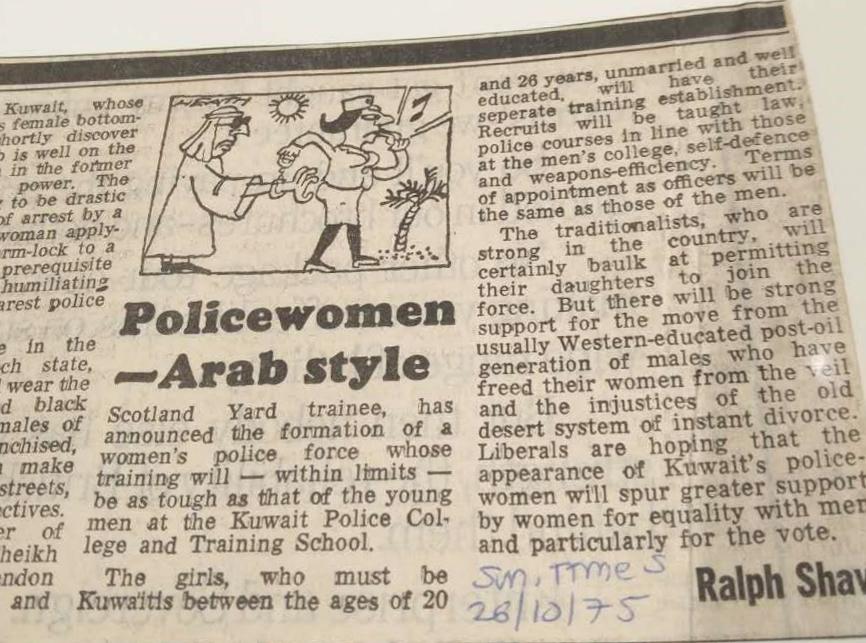 Kuwait, whose
female bottom-
hortly discover
is well on the
in the former
power. The
to be drastic
of arrest by a
woman apply-
rm-lock to a
prerequisite
humiliating
arest police
e in the
ch state,
wear the
d black
males of
nchised,
make
streets,
ctives.
er of
heikh
ndon
and
Policewomen
—Arab style
Scotland Yard trainee, has
announced the formation of a
women's police force whose
training will — within limits —
be as tough as that of the young
men at the Kuwait Police Col-
lege and Training School.
The girls, who must be
Kuwaitis between the ages of 20
and 26 years, unmarried and well
educated, will have their
seperate training establishment.
Recruits will be taught law,
police courses in line with those
at the men's college, self-defence
and weapons-efficiency. Terms
of appointment as officers will be
the same as those of the men.
The traditionalists, who are
strong in the country, will
certainly baulk at permitting
their daughters to join the
force. But there will be strong
support for the move from the
usually Western-educated post-oil
generation of males who have
freed their women from the veil
and the injustices of the old
desert system of instant divorce.
Liberals are hoping that the
appearance of Kuwait's police-
women will spur greater support
by women for equality with men
and particularly for the vote.
Ralph Shaw
Sun, Times
26/10/75